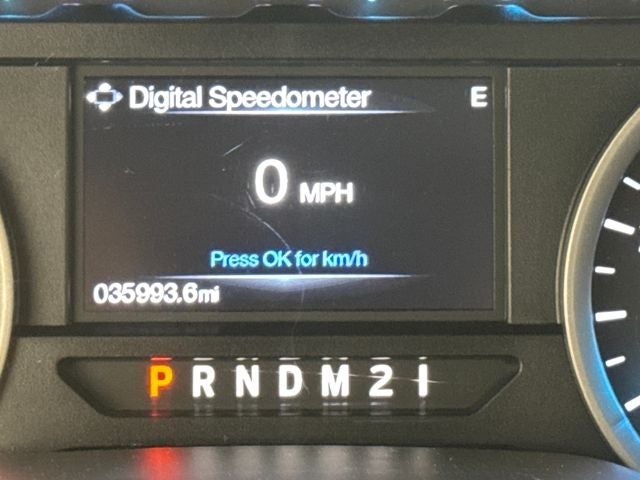 Digital Speedometer E
0 MPH
Press OK for km/h
035993.6mi
P R N D M 2 1